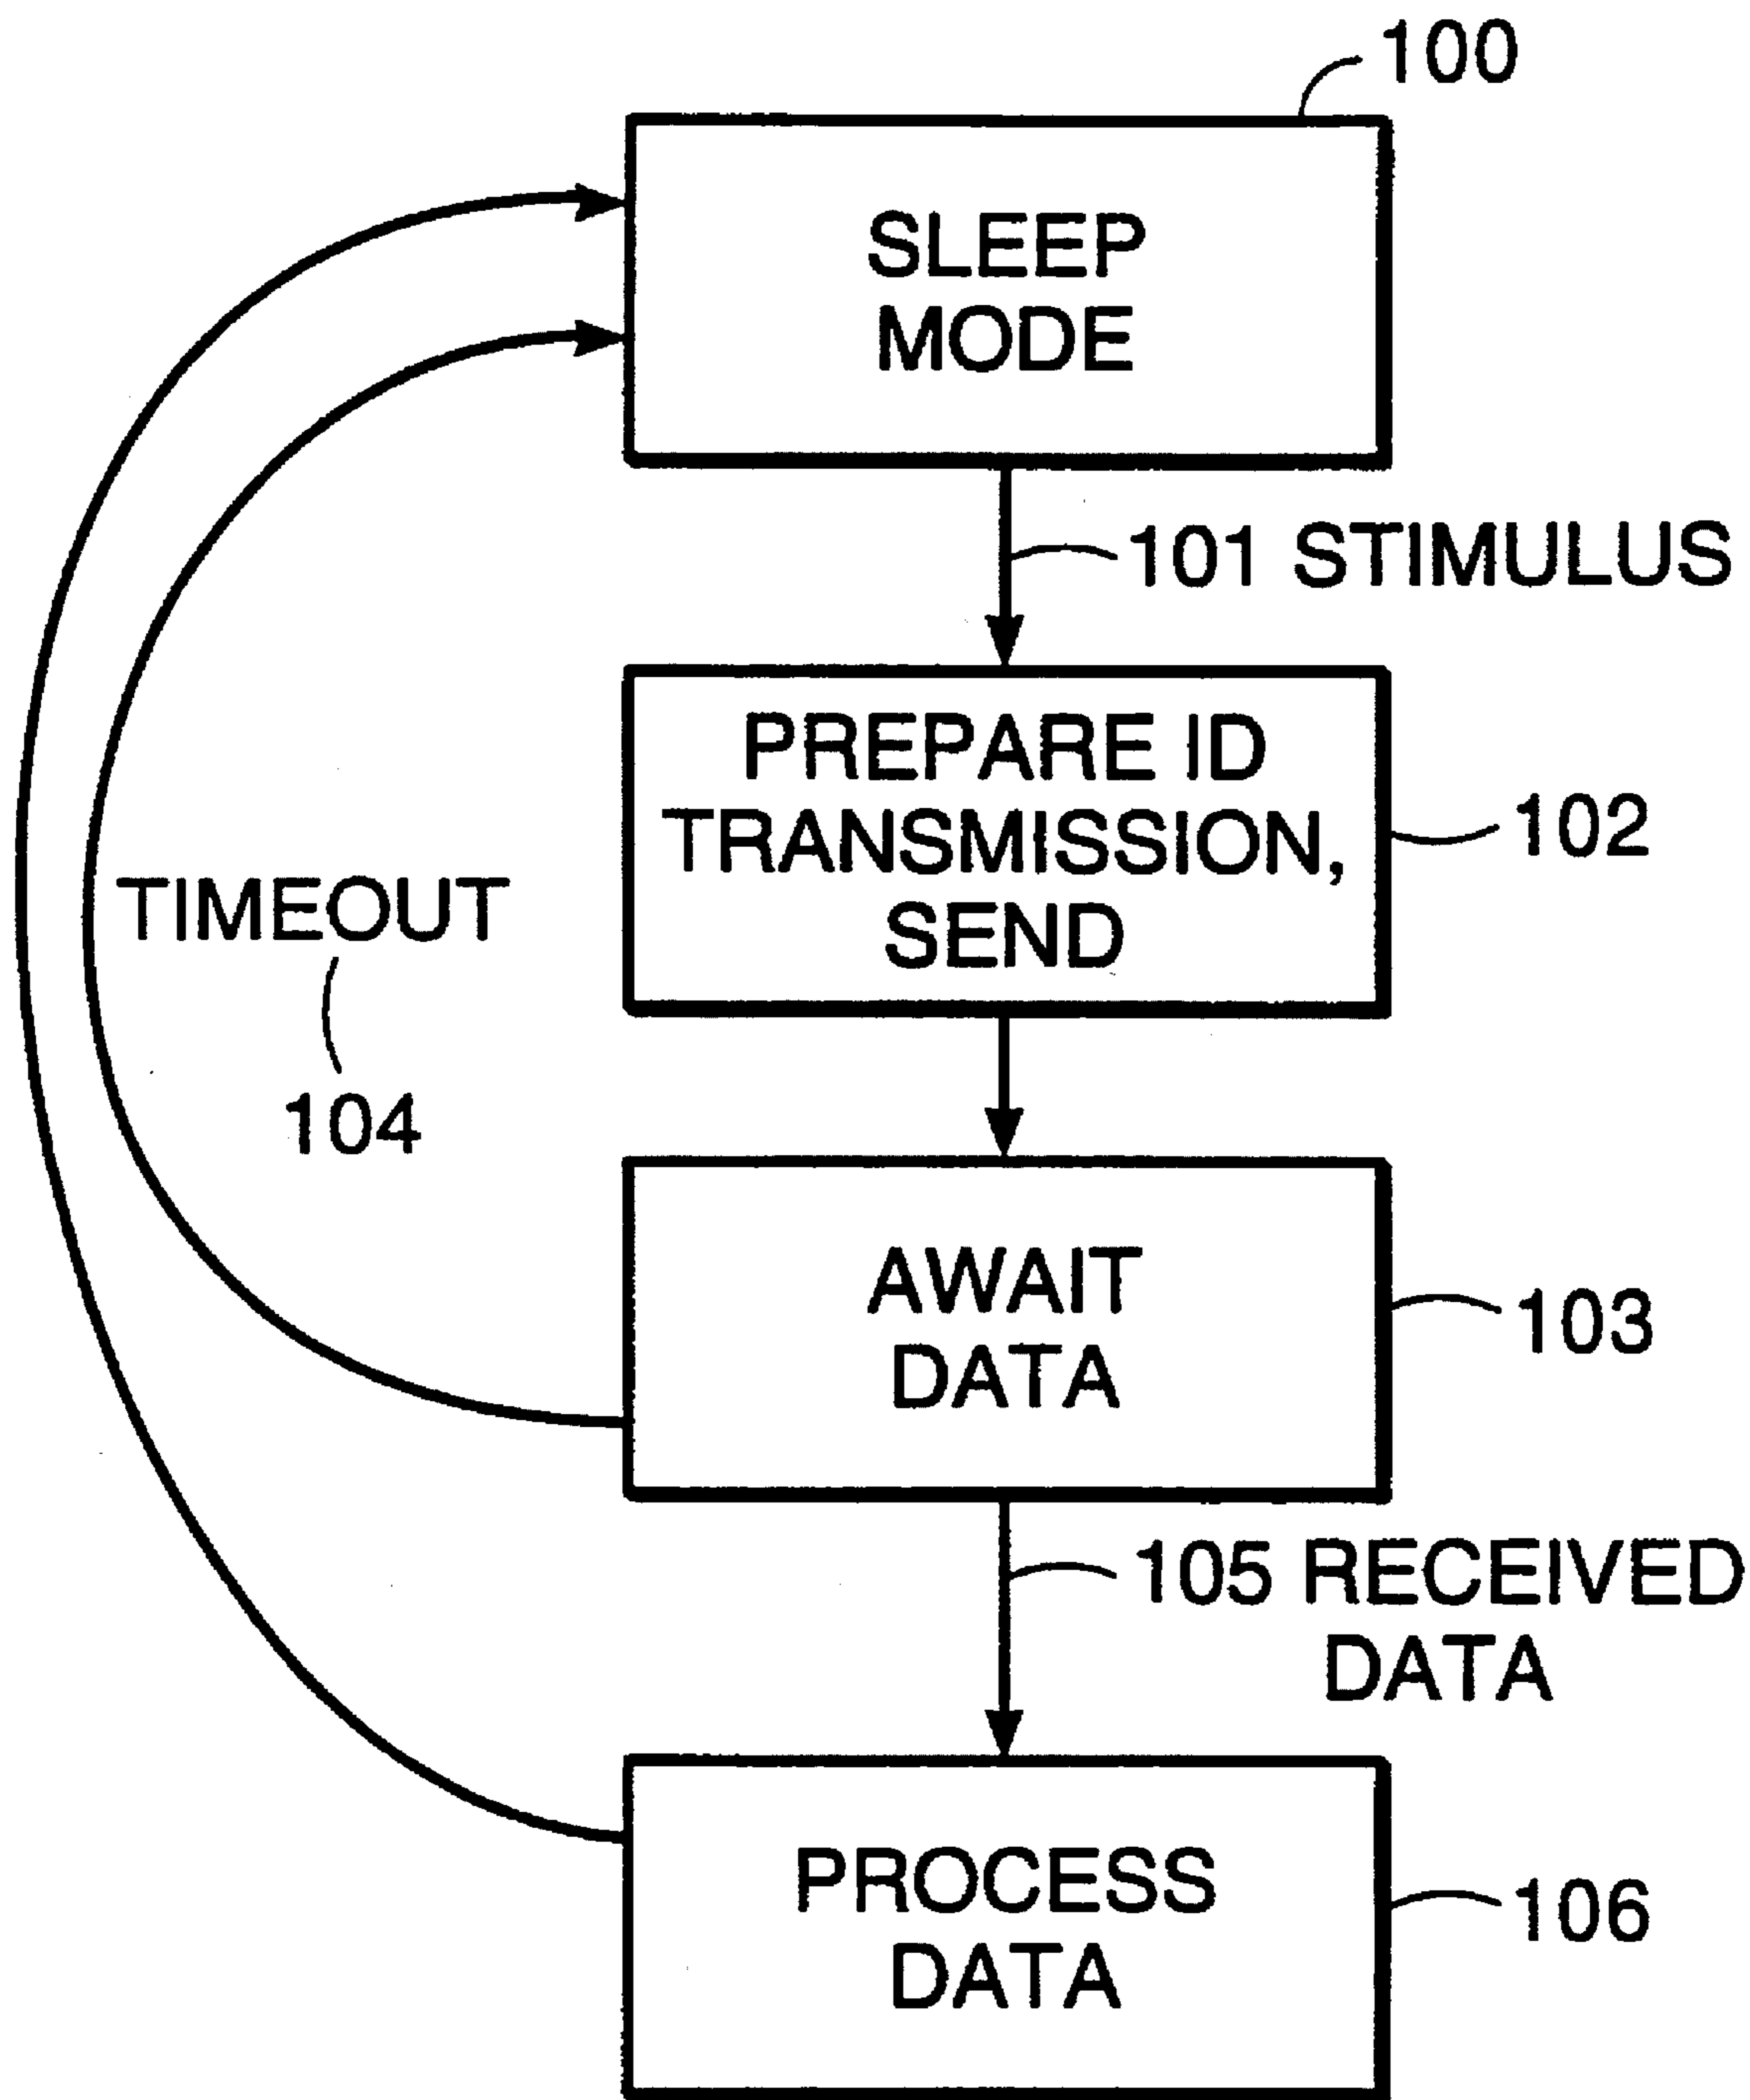 100
SLEEP
MODE
101 STIMULUS
PREPARE ID
TRANSMISSION,
SEND
102
TIMEOUT
104
AWAIT
DATA
103
105 RECEIVED
DATA
PROCESS
DATA
106